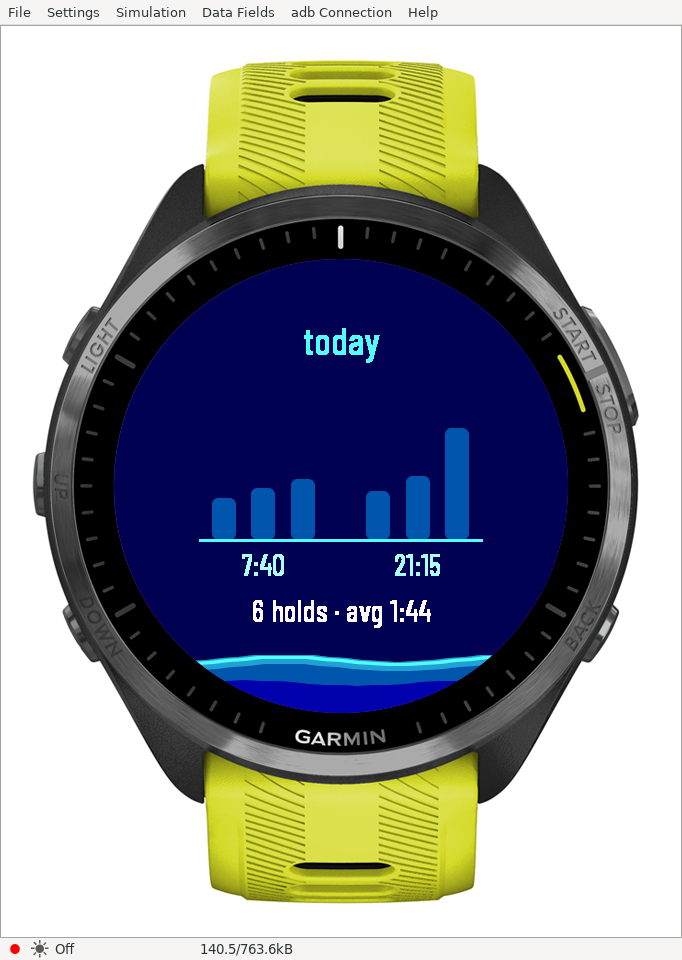 File Settings Simulation Data Fields adb Connection Help
START
LIGHT
STOP
today
UP
7:40 21:15
6 holds · avg 1:44
DOWN
BACK
GARMIN
Off 140.5/763.6kB